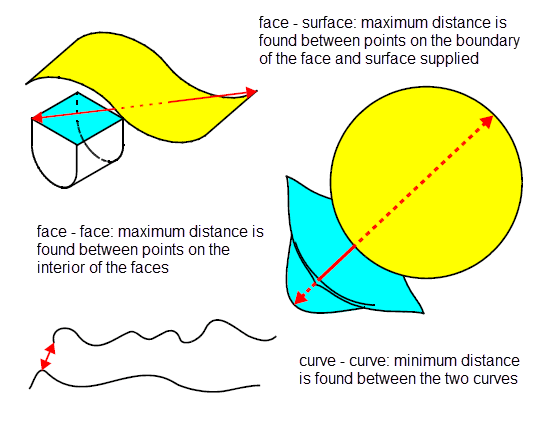 face - surface: maximum distance is
found between points on the boundary
of the face and surface supplied
face - face: maximum distance is
found between points on the
interior of the faces
curve - curve: minimum distance
is found between the two curves